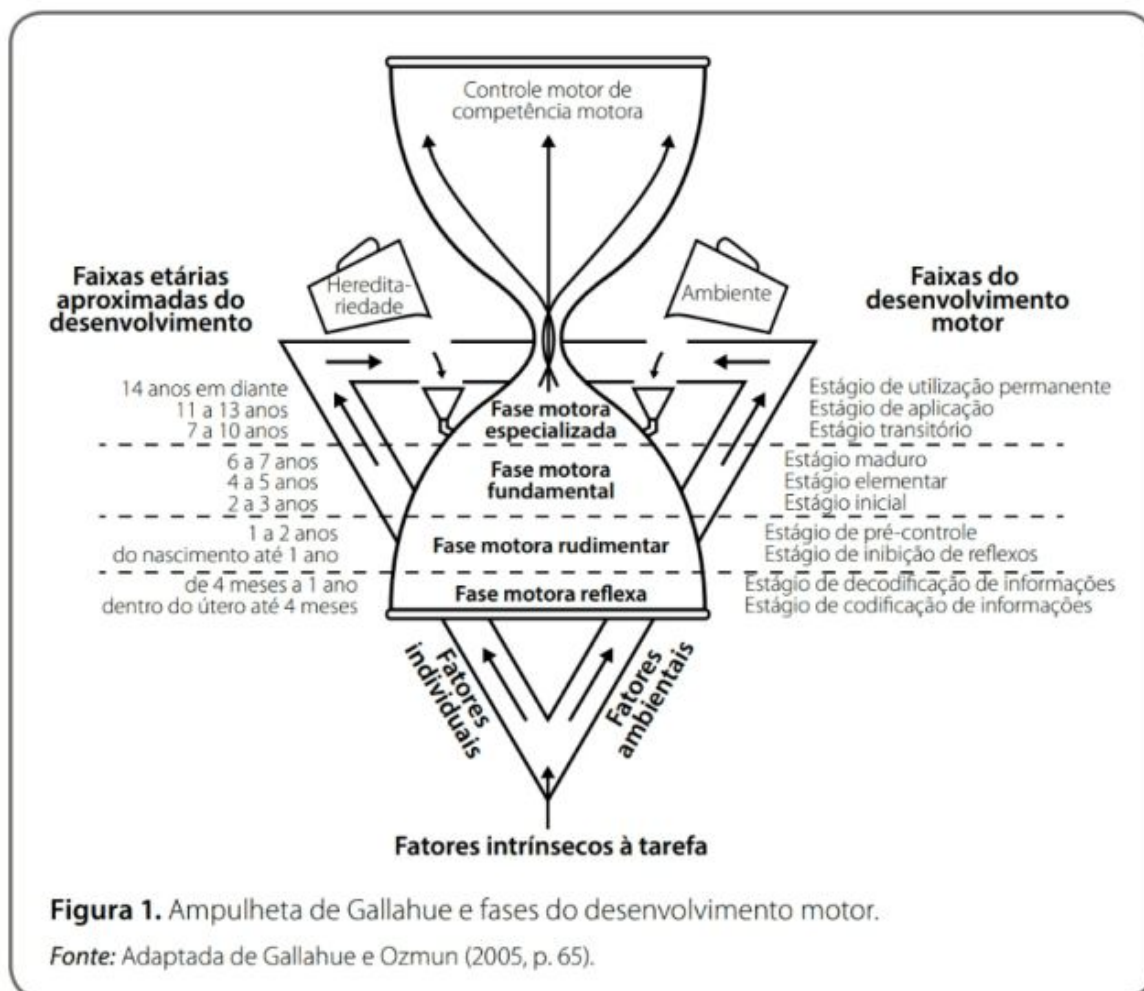 Controle motor de
competência motora
Heredita-
riedade
Ambiente
Faixas etárias
aproximadas do
desenvolvimento
Faixas do
desenvolvimento
motor
14 anos em diante
11 a 13 anos
7 a 10 anos
Fase motora
especializada
Estágio de utilização permanente
Estágio de aplicação
Estágio transitório
6 a 7 anos
4 a 5 anos
2 a 3 anos
Fase motora
fundamental
Estágio maduro
Estágio elementar
Estágio inicial
1 a 2 anos
do nascimento até 1 ano
Fase motora rudimentar
Estágio de pré-controle
Estágio de inibição de reflexos
de 4 meses a 1 ano
dentro do útero até 4 meses
Fase motora reflexa
Estágio de decodificação de informações
Estágio de codificação de informações
Fatores
individuais
Fatores
ambientais
Fatores intrínsecos à tarefa
Figura 1. Ampulheta de Gallahue e fases do desenvolvimento motor.
Fonte: Adaptada de Gallahue e Ozmun (2005, p. 65).